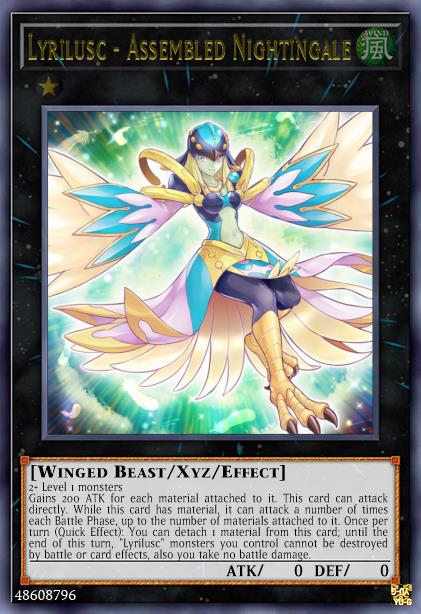 Lyrilusc - Assembled Nightingale
WIND
風
[Winged Beast/Xyz/Effect]
2+ Level 1 monsters
Gains 200 ATK for each material attached to it. This card can attack
directly. While this card has material, it can attack a number of times
each Battle Phase, up to the number of materials attached to it. Once per
turn (Quick Effect): You can detach 1 material from this card; until the
end of this turn, "Lyrilusc" monsters you control cannot be destroyed
by battle or card effects, also you take no battle damage.
ATK/ 0 DEF/ 0
48608796